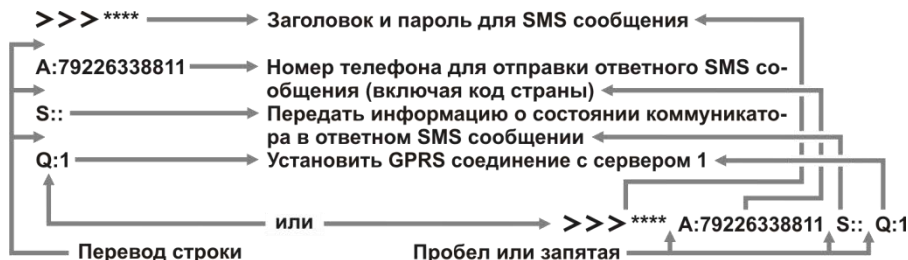 >>>**** Заголовок и пароль для SMS сообщения
A:79226338811 Номер телефона для отправки ответного SMS со-
общения (включая код страны)
S:: Передать информацию о состоянии коммуникато-
ра в ответном SMS сообщении
Q:1 Установить GPRS соединение с сервером 1
или >>>**** A:79226338811 S:: Q:1
Перевод строки Пробел или запятая